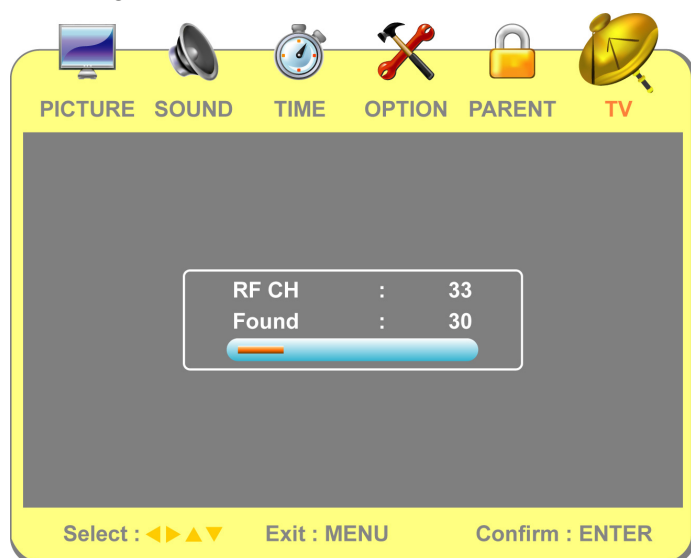 PICTURE SOUND TIME OPTION PARENT TV
RF CH : 33
Found : 30
Select : ◀▶▲▼ Exit : MENU Confirm : ENTER